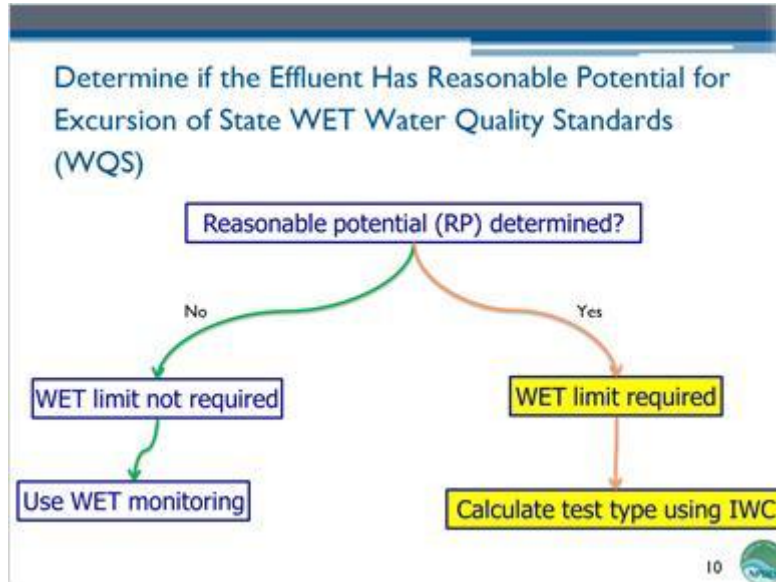 Determine if the Effluent Has Reasonable Potential for
Excursion of State WET Water Quality Standards
(WQS)
Reasonable potential (RP) determined?
No
Yes
WET limit not required
WET limit required
Use WET monitoring
Calculate test type using IWC
10